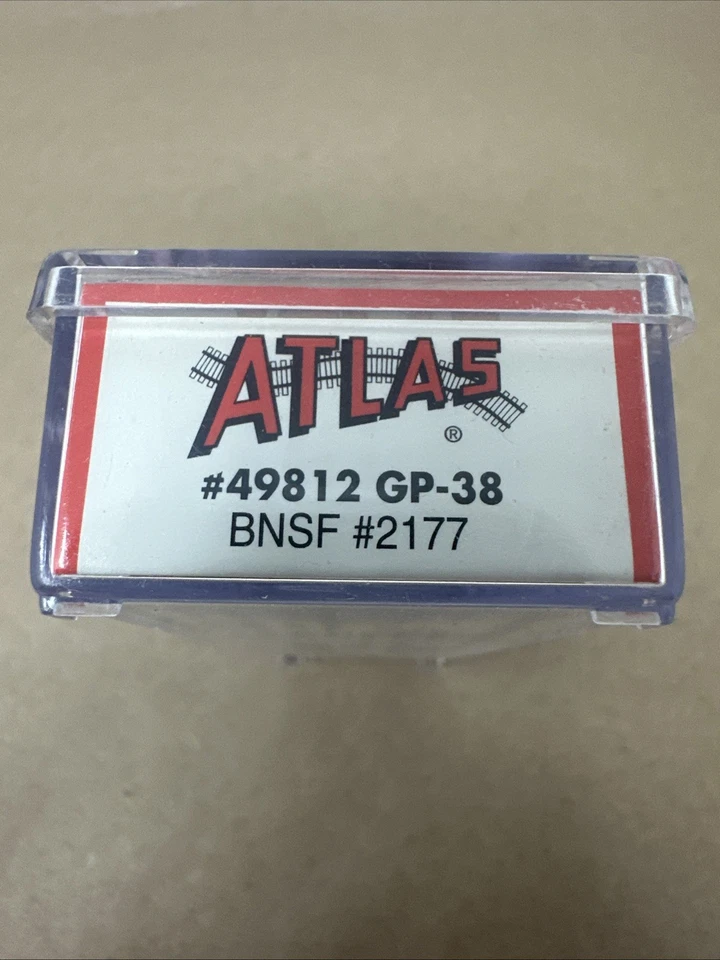 ATLAS
®
#49812 GP-38
BNSF #2177